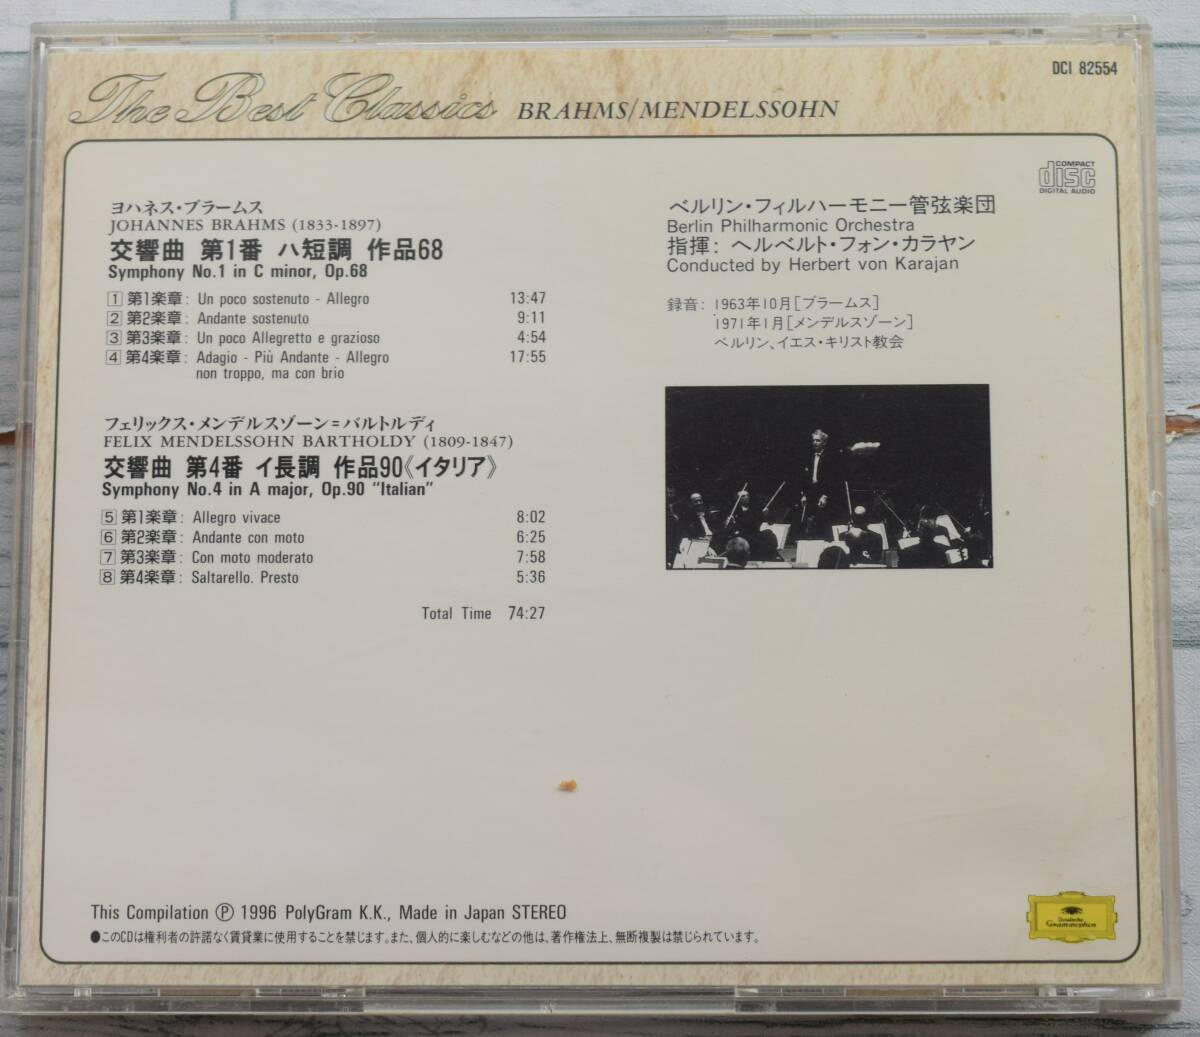 The Best Classics BRAHMS/MENDELSSOHN
DCI 82554
COMPACT
disc
DIGITAL AUDIO
ヨハネス・ブラームス
JOHANNES BRAHMS (1833-1897)
交響曲 第1番 ハ短調 作品68
Symphony No.1 in C minor, Op.68
1 第1楽章: Un poco sostenuto - Allegro 13:47
2 第2楽章: Andante sostenuto 9:11
3 第3楽章: Un poco Allegretto e grazioso 4:54
4 第4楽章: Adagio - Più Andante - Allegro 17:55
non troppo, ma con brio
フェリックス・メンデルスゾーン=バルトルディ
FELIX MENDELSSOHN BARTHOLDY (1809-1847)
交響曲 第4番 イ長調 作品90《イタリア》
Symphony No.4 in A major, Op.90 "Italian"
5 第1楽章: Allegro vivace 8:02
6 第2楽章: Andante con moto 6:25
7 第3楽章: Con moto moderato 7:58
8 第4楽章: Saltarello. Presto 5:36
Total Time 74:27
ベルリン・フィルハーモニー管弦楽団
Berlin Philharmonic Orchestra
指揮: ヘルベルト・フォン・カラヤン
Conducted by Herbert von Karajan
録音: 1963年10月[ブラームス]
1971年1月[メンデルスゾーン]
ベルリン、イエス・キリスト教会
This Compilation Ⓟ 1996 PolyGram K.K., Made in Japan STEREO
●このCDは権利者の許諾なく賃貸業に使用することを禁じます。また、個人的に楽しむなどの他は、著作権法上、無断複製は禁じられています。
Deutsche
Grammophon